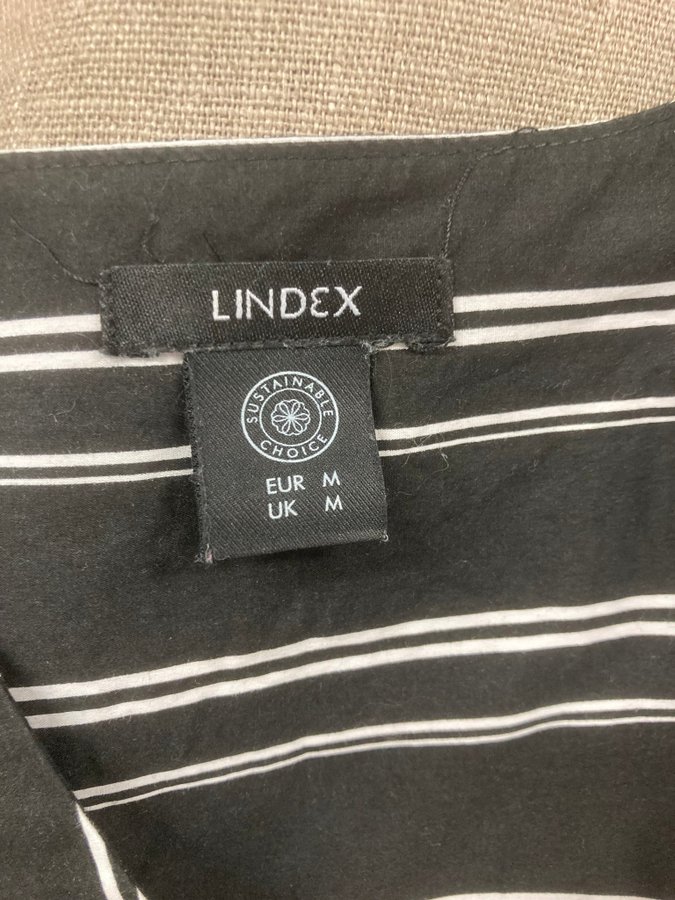 LINDEX
SUSTAINABLE
CHOICE
EUR M
UK M